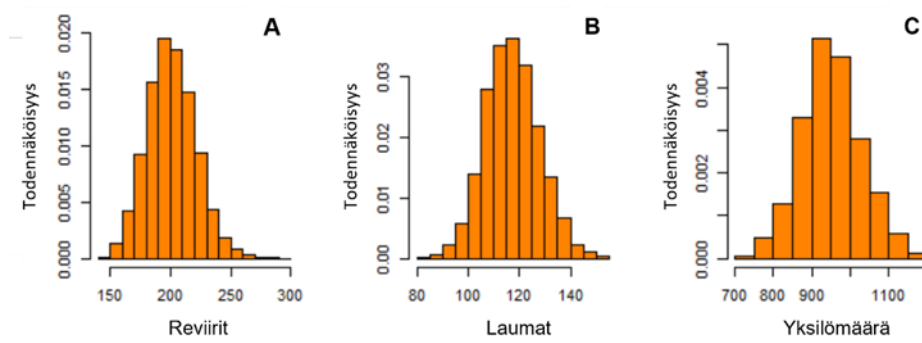 A
Todennäköisyys
0.000 0.005 0.010 0.015 0.020
150 200 250 300
Reviirit
B
Todennäköisyys
0.00 0.01 0.02 0.03
80 100 120 140
Laumat
C
Todennäköisyys
0.000 0.002 0.004
700 800 900 1100
Yksilömäärä